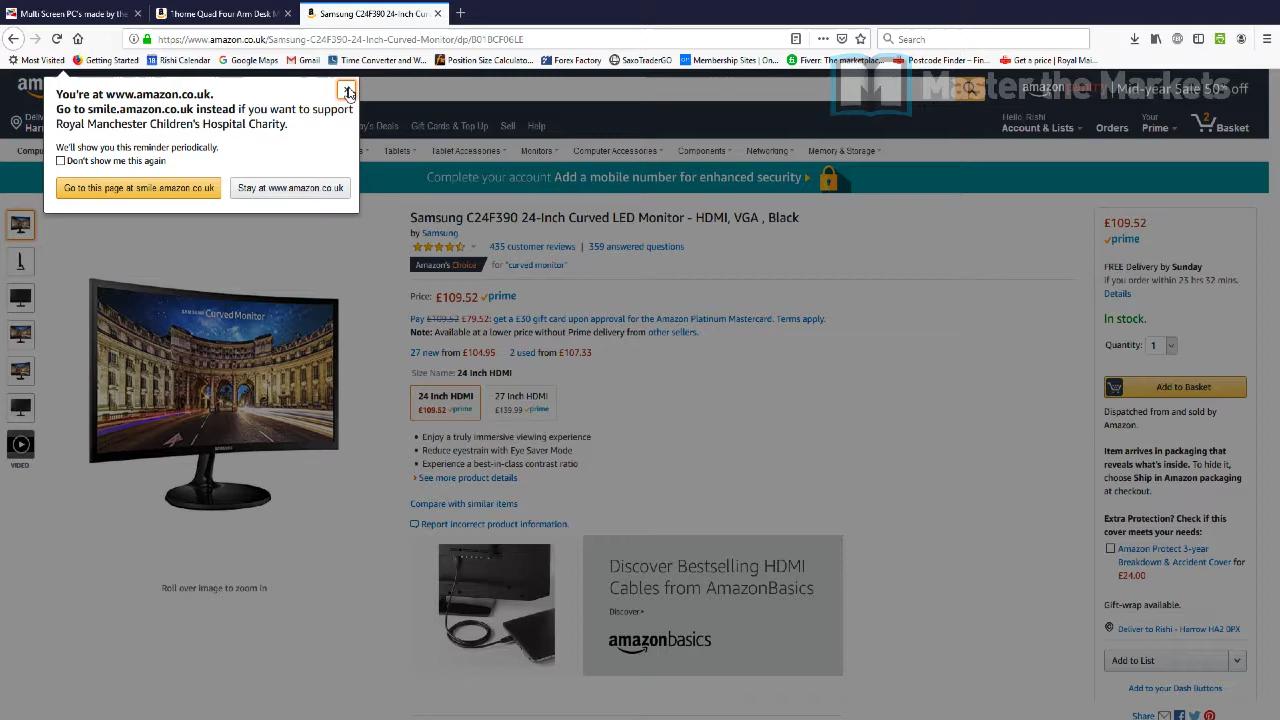 Multi Screen PC's made by the
1home Quad Four Arm Desk M
Samsung C24F390 24-Inch Cur
https://www.amazon.co.uk/Samsung-C24F390-24-Inch-Curved-Monitor/dp/B01BCF06LE
Search
Most Visited Getting Started Rishi Calendar Google Maps Gmail Time Converter and W... Position Size Calculato... Forex Factory SaxoTraderGO Membership Sites | On... Fiverr: The marketplac... Postcode Finder - Fin... Get a price | Royal Mai...
Master the Markets
Mid-year Sale 50% off
You're at www.amazon.co.uk.
Go to smile.amazon.co.uk instead if you want to support
Royal Manchester Children's Hospital Charity.
We'll show you this reminder periodically.
Don't show me this again
Go to this page at smile.amazon.co.uk
Stay at www.amazon.co.uk
Gift Cards & Top Up Sell Help
Hello, Rishi
Account & Lists
Orders
Your
Prime
2
Basket
Tablets Tablet Accessories Monitors Computer Accessories Components Networking Memory & Storage
Complete your account Add a mobile number for enhanced security
Samsung C24F390 24-Inch Curved LED Monitor - HDMI, VGA , Black
by Samsung
435 customer reviews | 359 answered questions
Amazon's Choice for "curved monitor"
Price: £109.52 prime
Pay £109.52 £79.52: get a £30 gift card upon approval for the Amazon Platinum Mastercard. Terms apply.
Note: Available at a lower price without Prime delivery from other sellers.
27 new from £104.95 2 used from £107.33
Size Name: 24 Inch HDMI
24 Inch HDMI
£109.52 prime
27 Inch HDMI
£139.99 prime
• Enjoy a truly immersive viewing experience
• Reduce eyestrain with Eye Saver Mode
• Experience a best-in-class contrast ratio
See more product details
Compare with similar items
Report incorrect product information.
Discover Bestselling HDMI
Cables from AmazonBasics
Discover
amazonbasics
SAMSUNG Curved Monitor
SAMSUNG
VIDEO
Roll over image to zoom in
£109.52
prime
FREE Delivery by Sunday
if you order within 23 hrs 32 mins.
Details
In stock.
Quantity: 1
Add to Basket
Dispatched from and sold by
Amazon.
Item arrives in packaging that
reveals what's inside. To hide it,
choose Ship in Amazon packaging
at checkout.
Extra Protection? Check if this
cover meets your needs:
Amazon Protect 3-year
Breakdown & Accident Cover for
£24.00
Gift-wrap available.
Deliver to Rishi - Harrow HA2 0PX
Add to List
Add to your Dash Buttons
Share